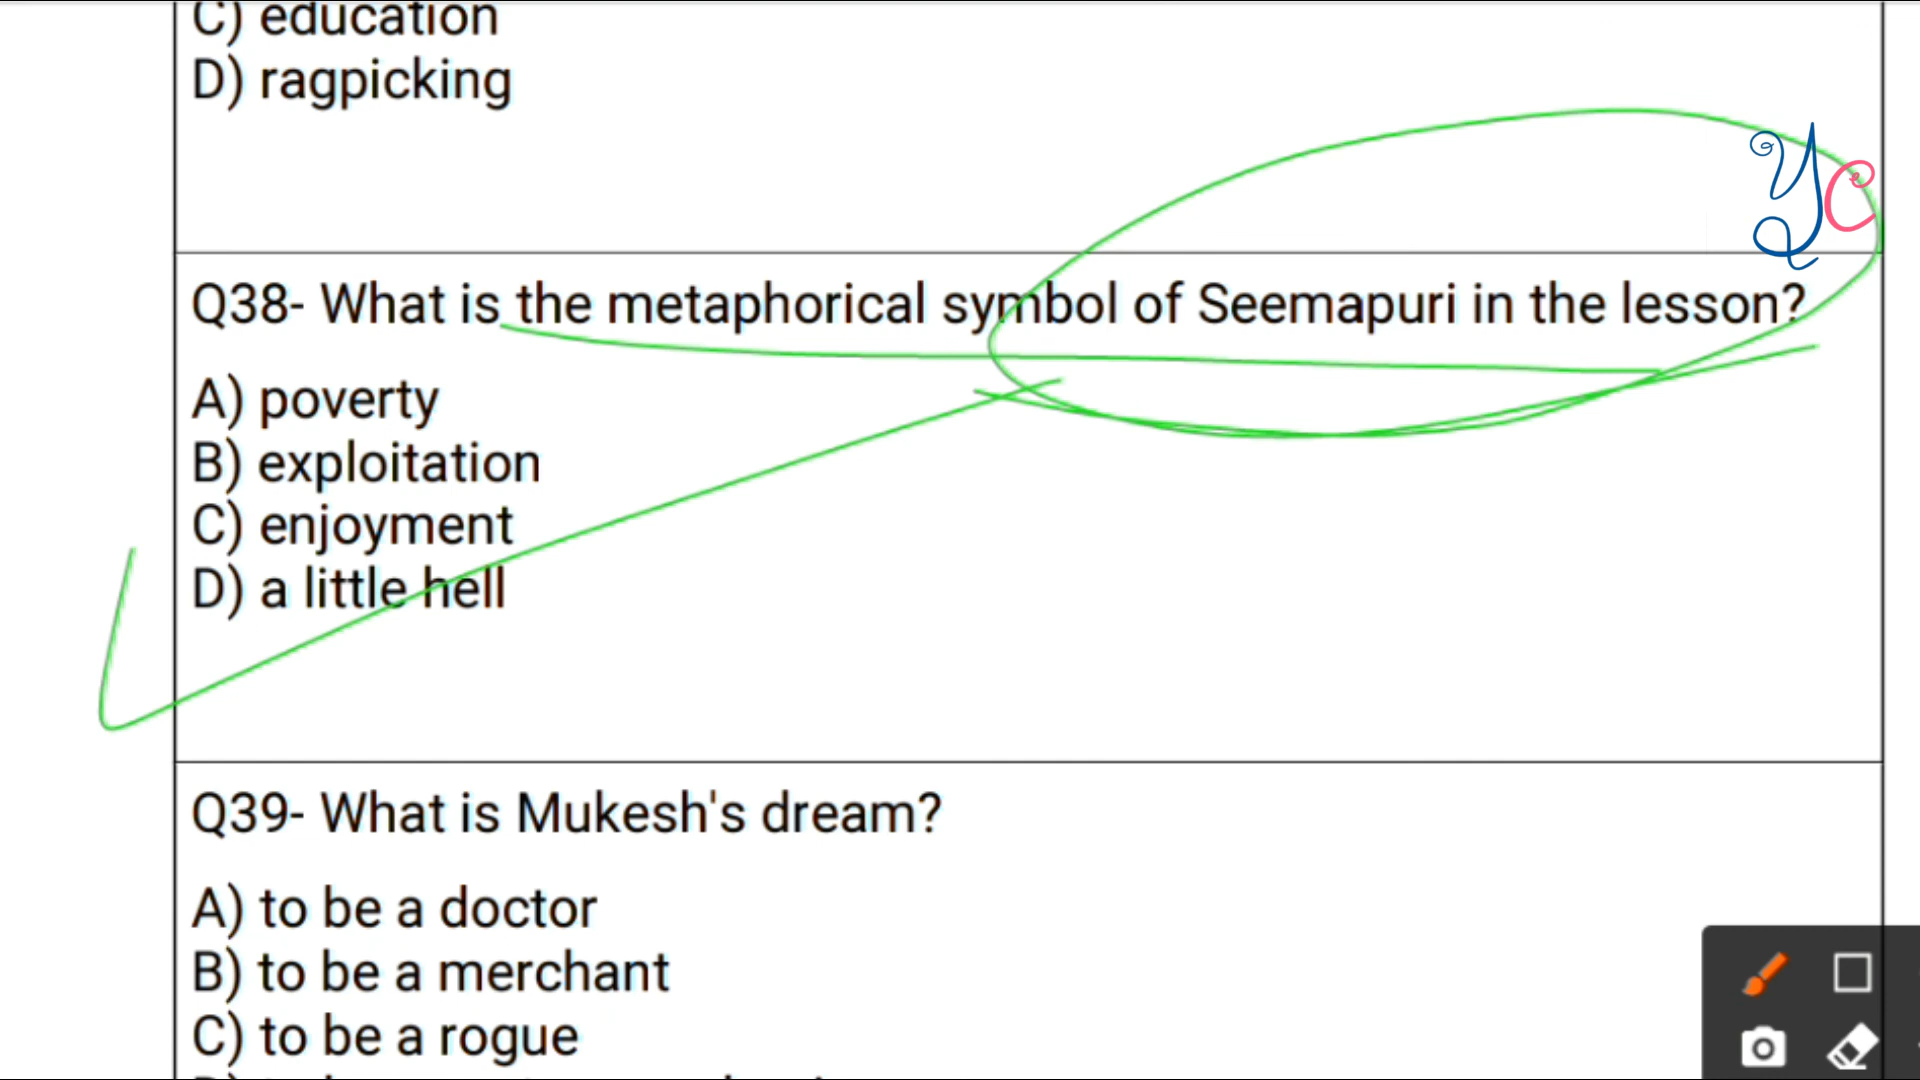 C) education
D) ragpicking
YC
Q38- What is the metaphorical symbol of Seemapuri in the lesson?
A) poverty
B) exploitation
C) enjoyment
D) a little hell
Q39- What is Mukesh's dream?
A) to be a doctor
B) to be a merchant
C) to be a rogue